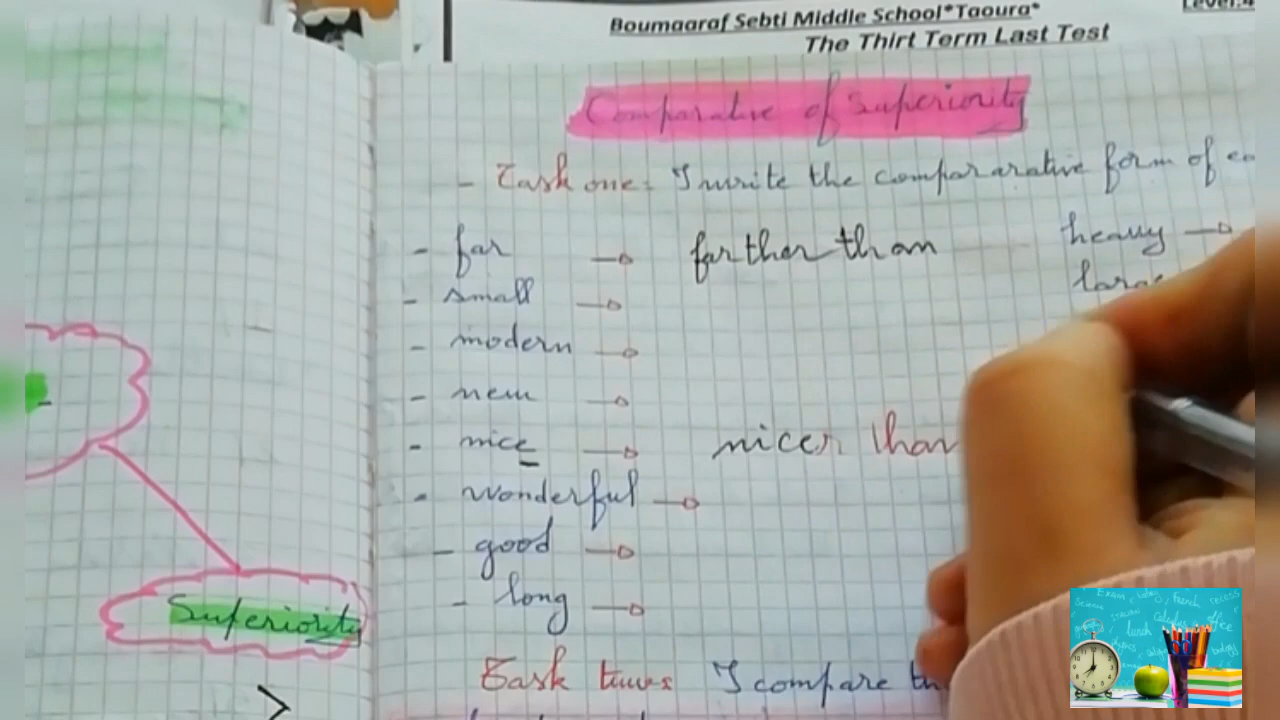 Boumaaraf Sebti Middle School*Taoura*
Level:4
The Thirt Term Last Test
Comparative of Superiority
- Task one: I write the compararative form of
- far → farther than
heavy →
- small →
- modern →
- new →
- nice → nicer than
- wonderful →
- good →
- long →
Superiority
>
Task two: I compare